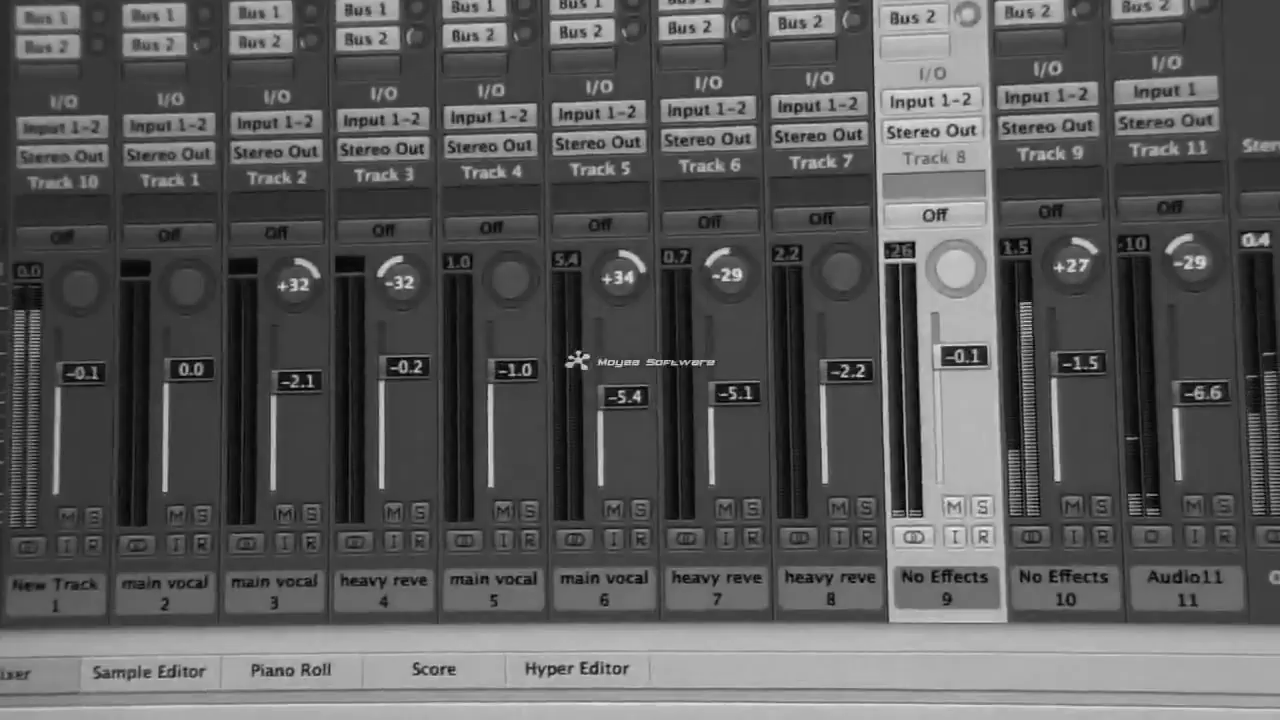 Bus 1 Bus 1 Bus 1 Bus 1 Bus 1 Bus 1
Bus 2 Bus 2 Bus 2 Bus 2 Bus 2 Bus 2 Bus 2 Bus 2 Bus 2 Bus 2 Bus 2
I/O I/O I/O I/O I/O I/O I/O I/O I/O I/O I/O
Input 1-2 Input 1-2 Input 1-2 Input 1-2 Input 1-2 Input 1-2 Input 1-2 Input 1-2 Input 1-2 Input 1-2 Input 1
Stereo Out Stereo Out Stereo Out Stereo Out Stereo Out Stereo Out Stereo Out Stereo Out Stereo Out Stereo Out Stereo Out
Track 10 Track 1 Track 2 Track 3 Track 4 Track 5 Track 6 Track 7 Track 8 Track 9 Track 11
Off Off Off Off Off Off Off Off Off Off Off
0.0 1.0 5.4 0.7 2.2 -26 1.5 -10 0.4
+32 -32 +34 -29 +27 -29
-0.1 0.0 -2.1 -0.2 -1.0 -5.4 -5.1 -2.2 -0.1 -1.5 -6.6
Moyea Software
M S M S M S M S M S M S M S M S M S M S M S
I R I R I R I R I R I R I R I R I R I R I R
New Track main vocal main vocal heavy reve main vocal main vocal heavy reve heavy reve No Effects No Effects Audio11
1 2 3 4 5 6 7 8 9 10 11
Sample Editor Piano Roll Score Hyper Editor